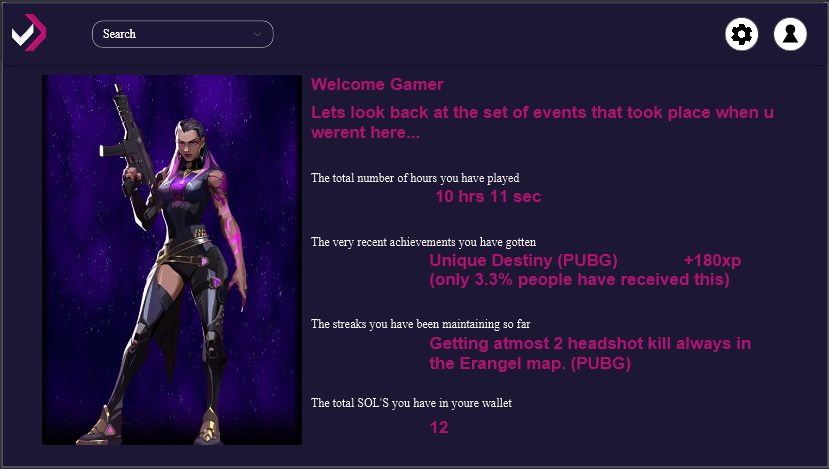 Search
Welcome Gamer
Lets look back at the set of events that took place when u
werent here...
The total number of hours you have played
10 hrs 11 sec
The very recent achievements you have gotten
Unique Destiny (PUBG) +180xp
(only 3.3% people have received this)
The streaks you have been maintaining so far
Getting atmost 2 headshot kill always in
the Erangel map. (PUBG)
The total SOL'S you have in youre wallet
12